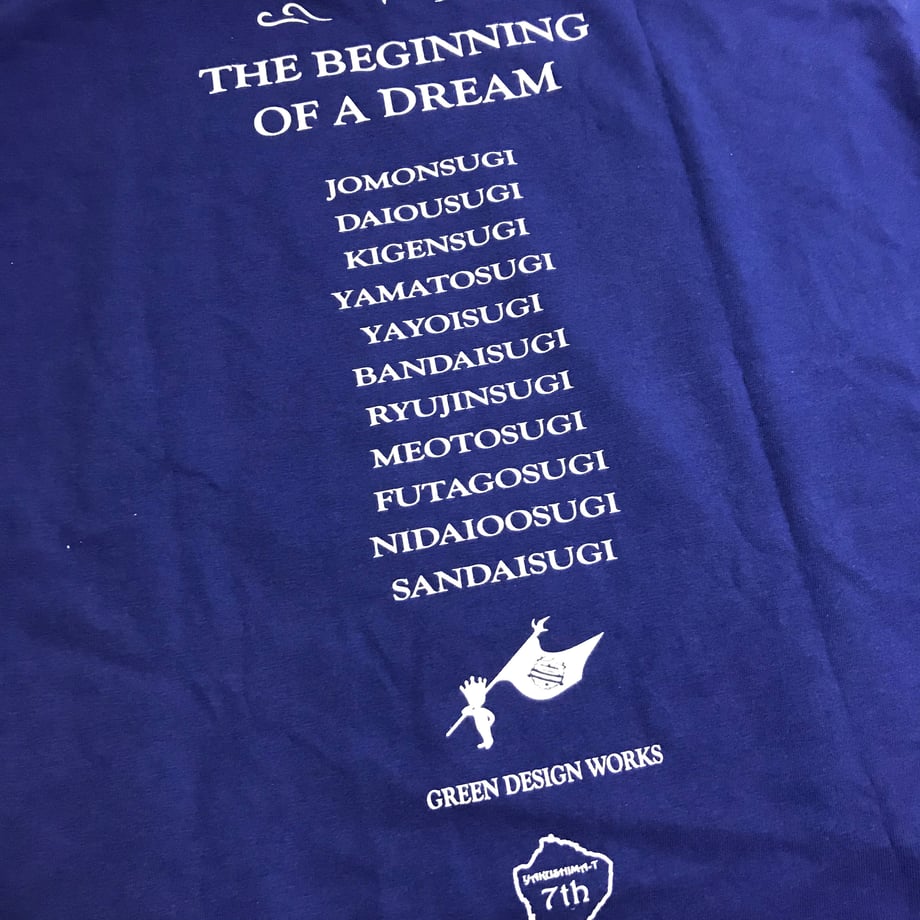 THE BEGINNING
OF A DREAM
JOMONSUGI
DAIOUSUGI
KIGENSUGI
YAMATOSUGI
YAYOISUGI
BANDAISUGI
RYUJINSUGI
MEOTOSUGI
FUTAGOSUGI
NIDAIOOSUGI
SANDAISUGI
GREEN DESIGN WORKS
YAKUSHIMA-T
7th